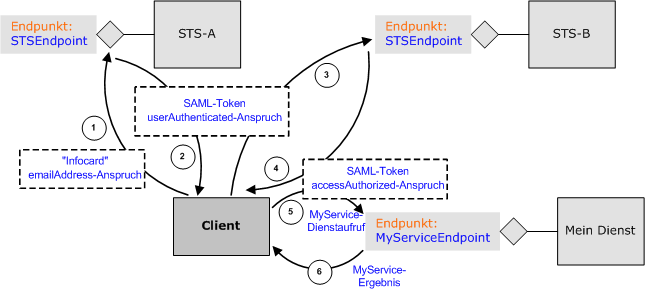 Endpunkt:
STSEndpoint
STS-A
Endpunkt:
STSEndpoint
STS-B
3
SAML-Token
userAuthenticated-Anspruch
1
2
"Infocard"
emailAddress-Anspruch
4
SAML-Token
accessAuthorized-Anspruch
5
Client
MyService-
Dienstaufruf
Endpunkt:
MyServiceEndpoint
Mein Dienst
6
MyService-
Ergebnis